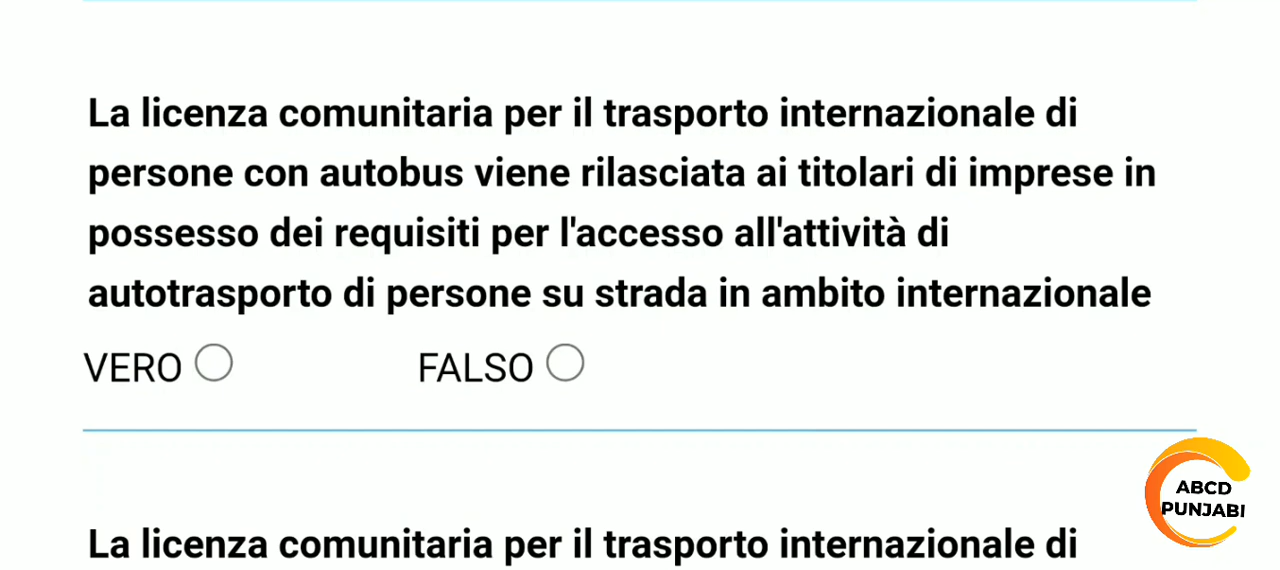 La licenza comunitaria per il trasporto internazionale di
persone con autobus viene rilasciata ai titolari di imprese in
possesso dei requisiti per l'accesso all'attività di
autotrasporto di persone su strada in ambito internazionale
VERO FALSO
ABCD
PUNJABI
La licenza comunitaria per il trasporto internazionale di